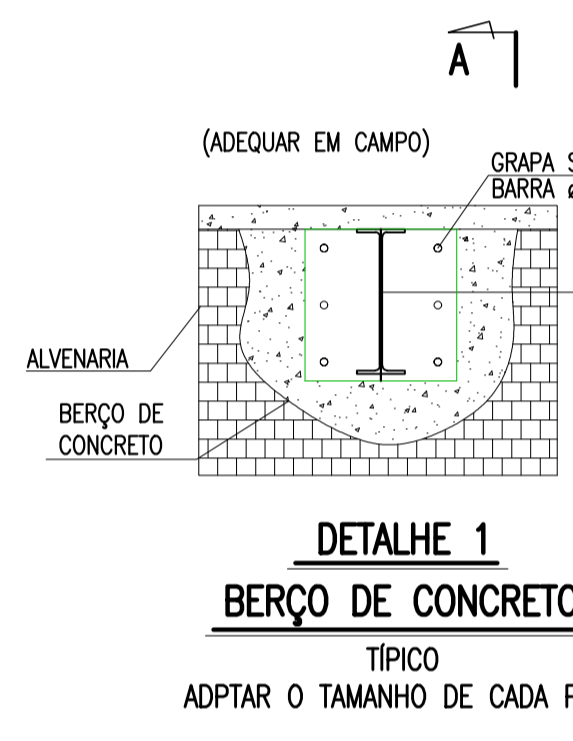 A
(ADEQUAR EM CAMPO)
GRAPA
BARRA
ALVENARIA
BERÇO DE
CONCRETO
DETALHE 1
BERÇO DE CONCRETO
TÍPICO
ADPTAR O TAMANHO DE CADA